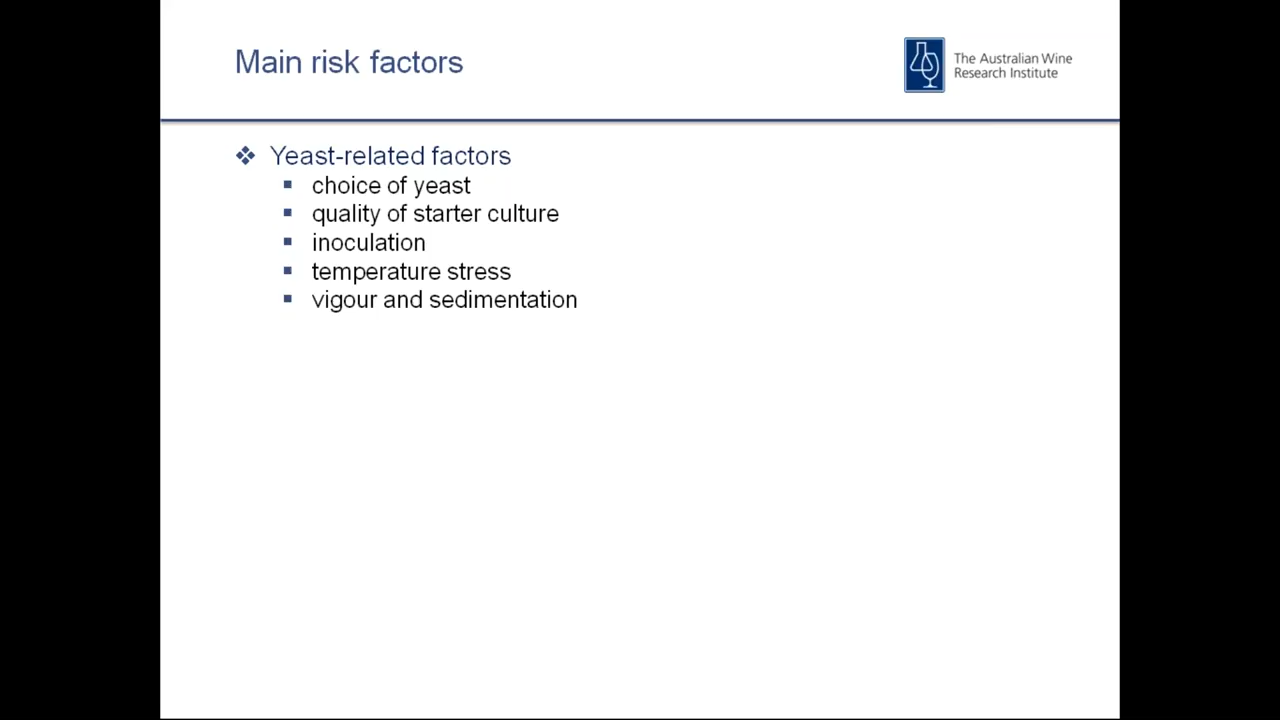 Main risk factors
The Australian Wine
Research Institute
❖ Yeast-related factors
▪ choice of yeast
▪ quality of starter culture
▪ inoculation
▪ temperature stress
▪ vigour and sedimentation